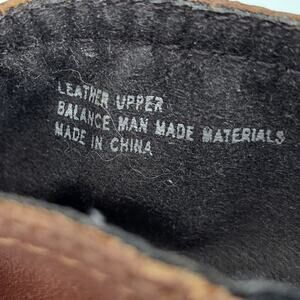 LEATHER UPPER
BALANCE MAN MADE MATERIALS
MADE IN CHINA